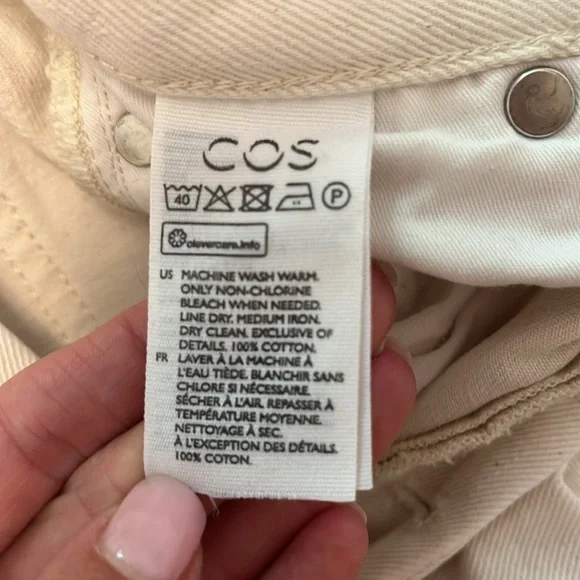 COS
40 P
clevercare.info
US MACHINE WASH WARM.
ONLY NON-CHLORINE
BLEACH WHEN NEEDED.
LINE DRY. MEDIUM IRON.
DRY CLEAN. EXCLUSIVE OF
DETAILS. 100% COTTON.
FR LAVER À LA MACHINE À
L'EAU TIÈDE. BLANCHIR SANS
CHLORE SI NÉCESSAIRE.
SÉCHER À L'AIR. REPASSER À
TEMPÉRATURE MOYENNE.
NETTOYAGE À SEC.
À L'EXCEPTION DES DÉTAILS.
100% COTON.